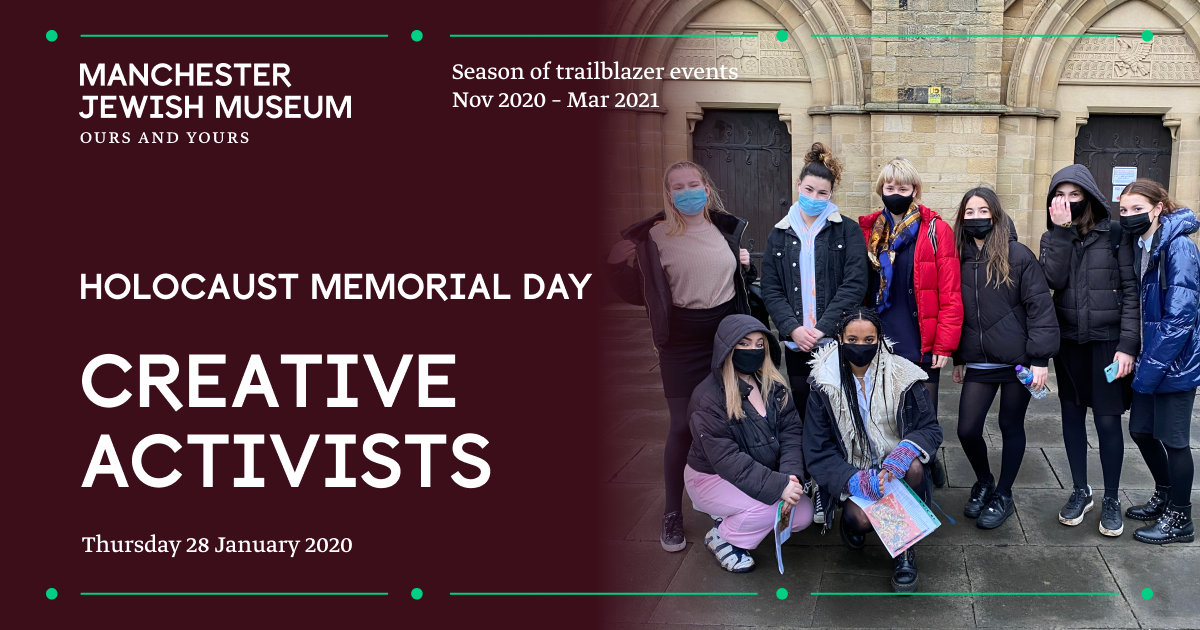 MANCHESTER
JEWISH MUSEUM
OURS AND YOURS
Season of trailblazer events
Nov 2020 - Mar 2021
HOLOCAUST MEMORIAL DAY
CREATIVE
ACTIVISTS
Thursday 28 January 2020